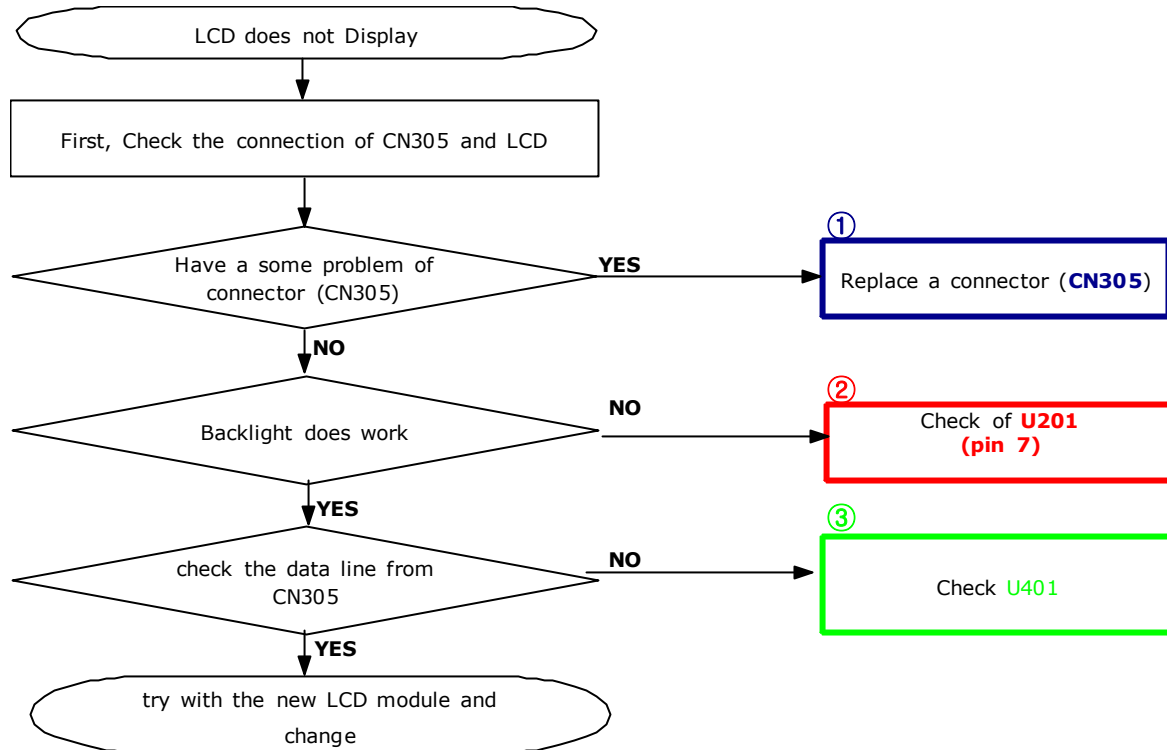 LCD does not Display
First, Check the connection of CN305 and LCD
①
Have a some problem of
connector (CN305)
YES
Replace a connector (CN305)
NO
②
Backlight does work
NO
Check of U201
(pin 7)
YES
③
check the data line from
CN305
NO
Check U401
YES
try with the new LCD module and
change